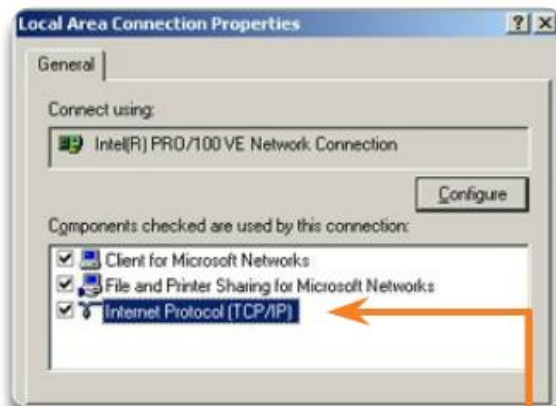 Local Area Connection Properties
General
Connect using:
Intel(R) PRO/100 VE Network Connection
Configure
Components checked are used by this connection:
Client for Microsoft Networks
File and Printer Sharing for Microsoft Networks
Internet Protocol (TCP/IP)